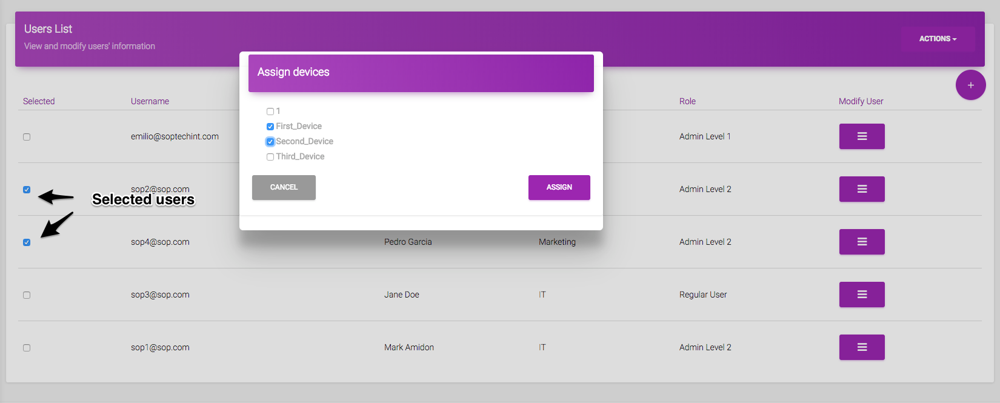 Users List
View and modify users' information
ACTIONS
Assign devices
+
Selected Username Role Modify User
1
First_Device
Second_Device
Third_Device
CANCEL ASSIGN
emilio@soptechint.com Admin Level 1
sop2@sop.com Admin Level 2
Selected users
sop4@sop.com Pedro Garcia Marketing Admin Level 2
sop3@sop.com Jane Doe IT Regular User
sop1@sop.com Mark Amidon IT Admin Level 2